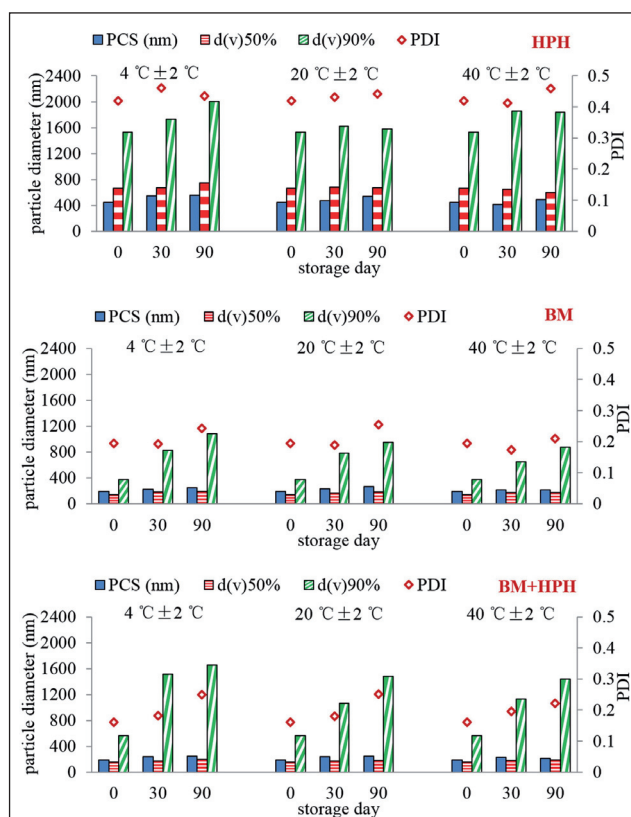 PCS (nm) d(v)50% d(v)90% PDI HPH
4 ℃±2 ℃ 20 ℃±2 ℃ 40 ℃±2 ℃
2400 0.5
2000 0.4
1600 0.3
1200
800 0.2
400 0.1
0 0
particle diameter (nm)
PDI
0 30 90 0 30 90 0 30 90
storage day
BM
PCS (nm) d(v)50% d(v)90% PDI
4 ℃±2 ℃ 20 ℃±2 ℃ 40 ℃±2 ℃
2400 0.5
2000 0.4
1600 0.3
1200
800 0.2
400 0.1
0 0
particle diameter (nm)
PDI
0 30 90 0 30 90 0 30 90
storage day
PCS (nm) d(v)50% d(v)90% PDI BM+HPH
4 ℃±2 ℃ 20 ℃±2 ℃ 40 ℃±2 ℃
2400 0.5
2000 0.4
1600 0.3
1200
800 0.2
400 0.1
0 0
particle diameter (nm)
PDI
0 30 90 0 30 90 0 30 90
storage day